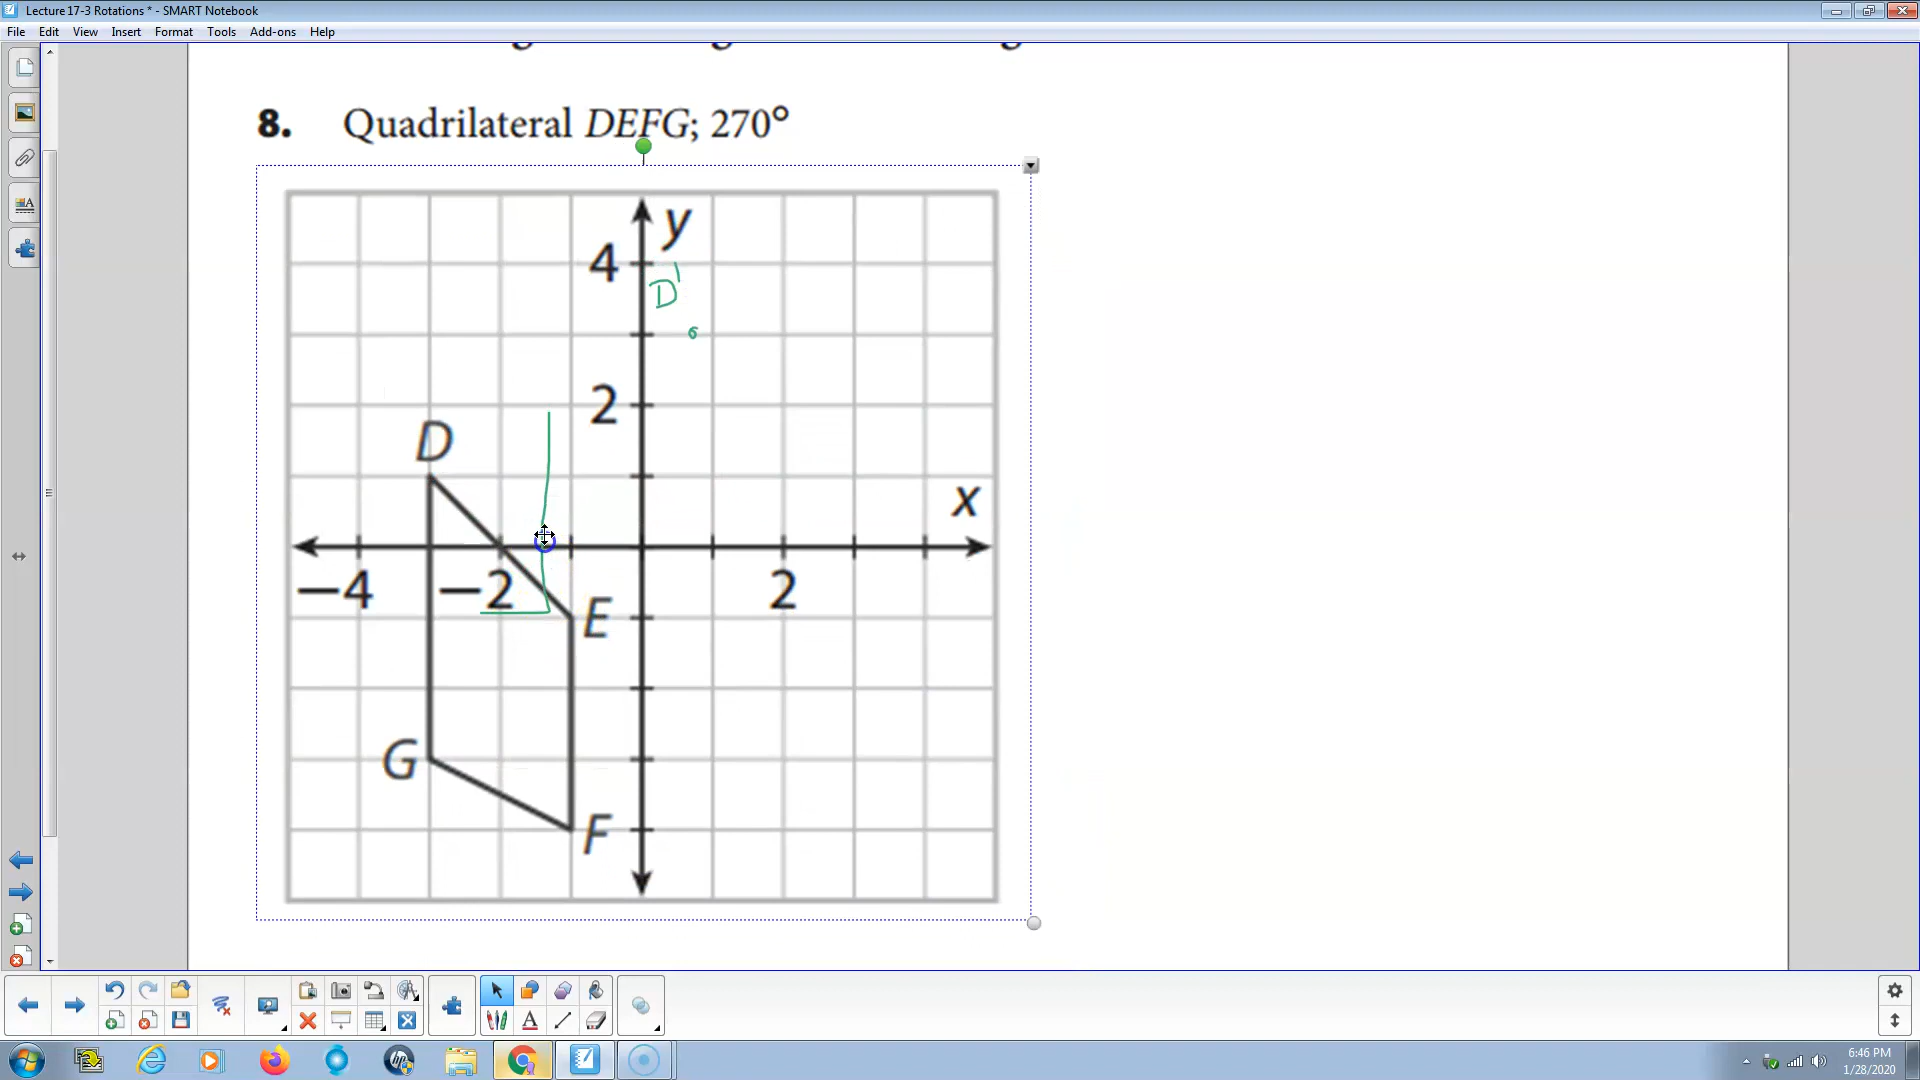 Lecture 17-3 Rotations * - SMART Notebook
File Edit View Insert Format Tools Add-ons Help
8. Quadrilateral DEFG; 270°
y
4
D'
2
D
x
−4 −2 2
E
G
F
6:46 PM
1/28/2020